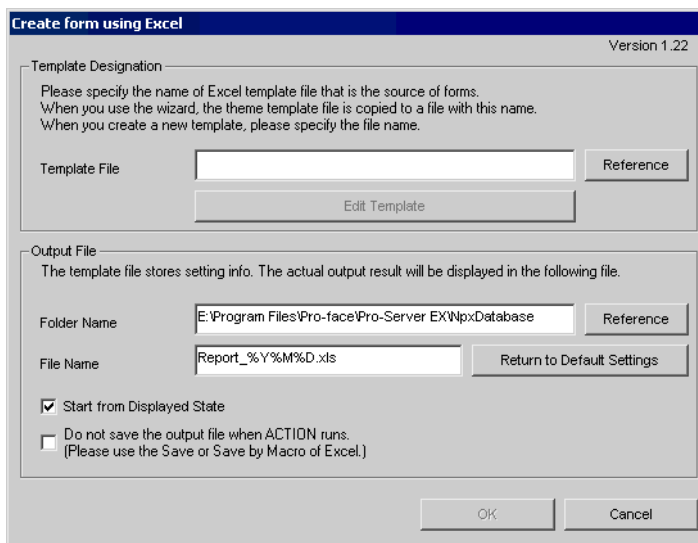 Create form using Excel
Version 1.22
Template Designation
Please specify the name of Excel template file that is the source of forms.
When you use the wizard, the theme template file is copied to a file with this name.
When you create a new template, please specify the file name.
Template File
Reference
Edit Template
Output File
The template file stores setting info. The actual output result will be displayed in the following file.
Folder Name
E:\Program Files\Pro-face\Pro-Server EX\NpxDatabase
Reference
File Name
Report_%Y%M%D.xls
Return to Default Settings
Start from Displayed State
Do not save the output file when ACTION runs.
(Please use the Save or Save by Macro of Excel.)
OK
Cancel